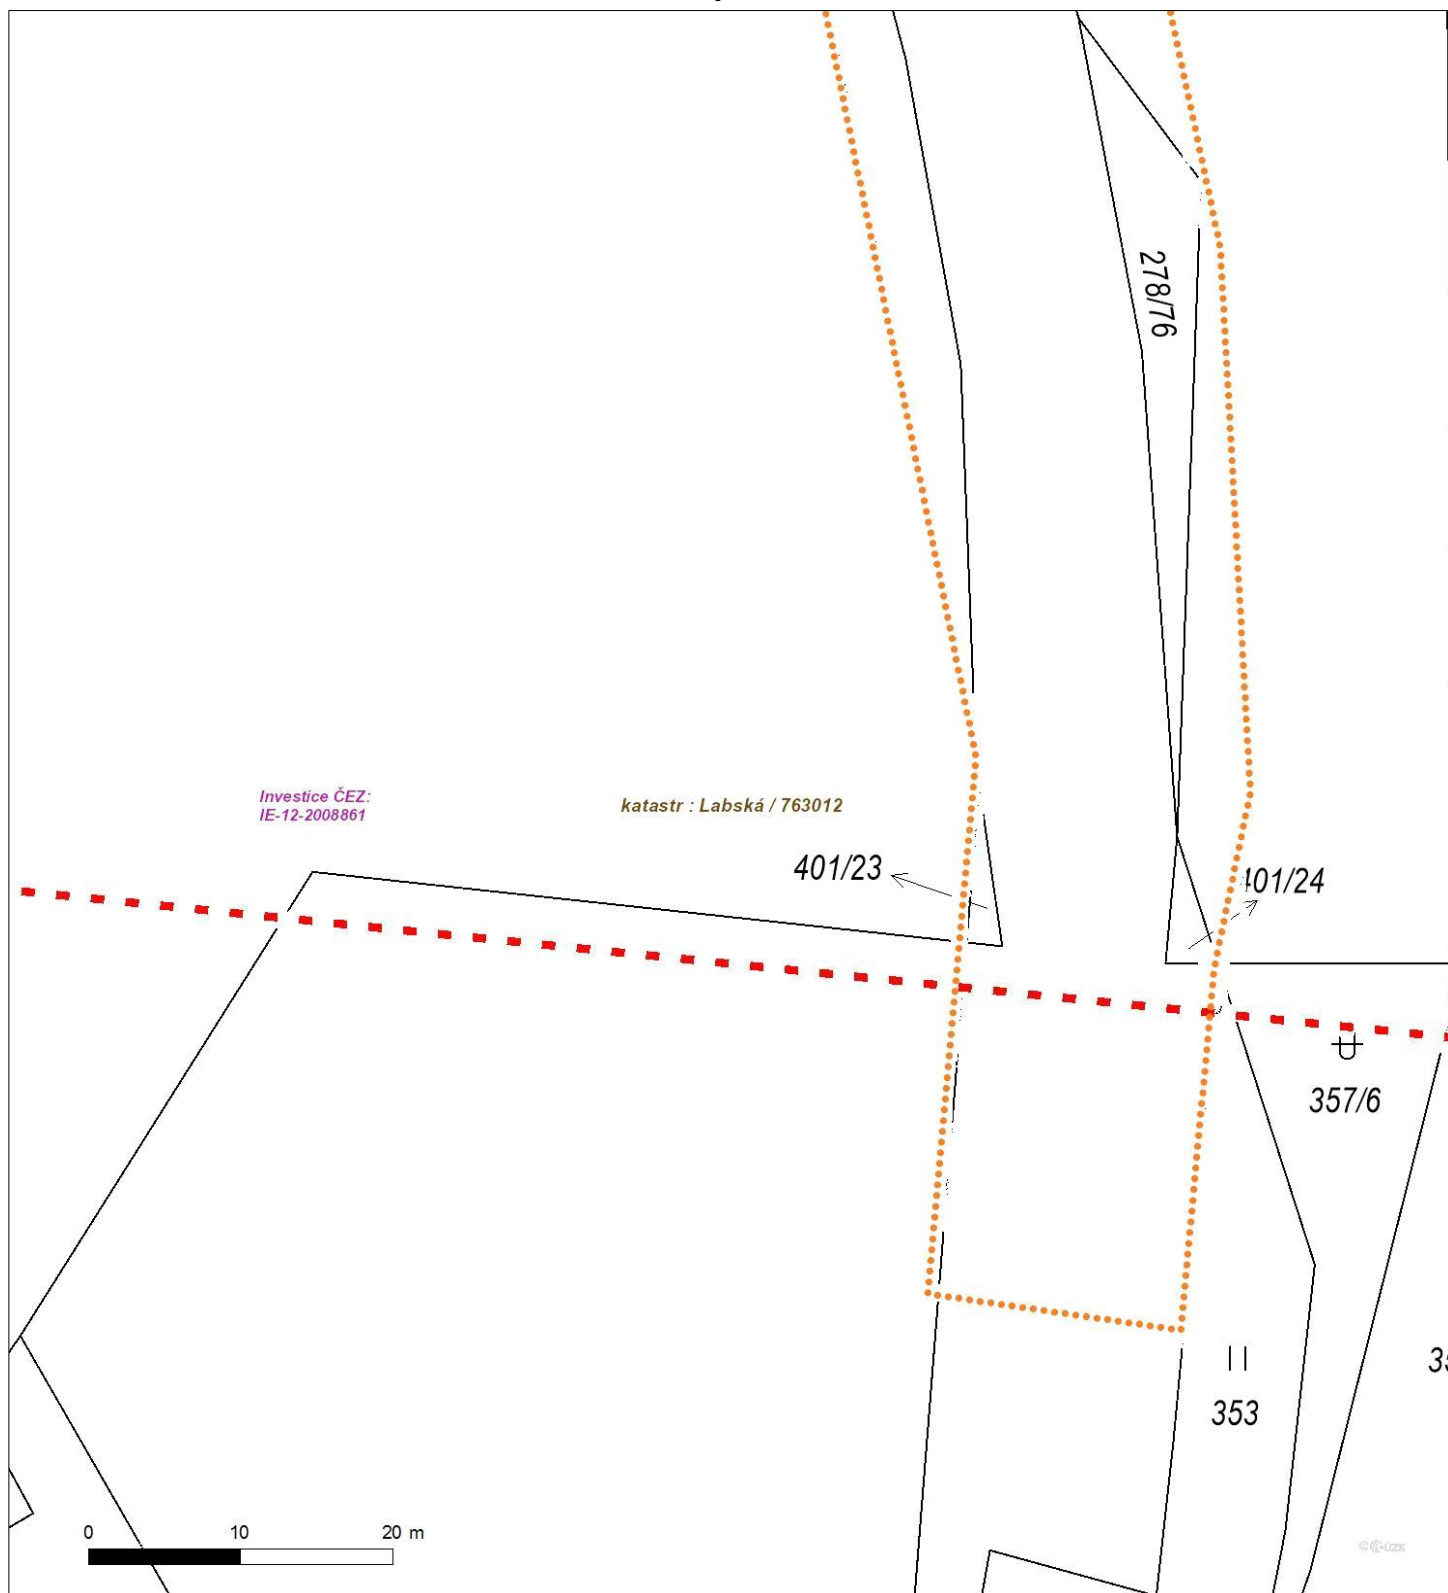 278/76
Investice ČEZ:
IE-12-2008861
katastr : Labská / 763012
401/23
401/24
357/6
353
0 10 20 m